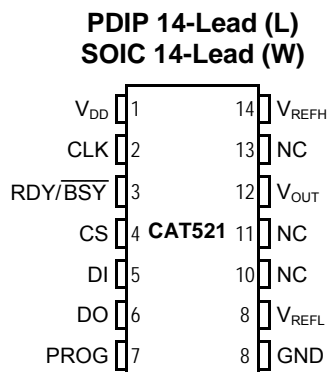 PDIP 14-Lead (L)
SOIC 14-Lead (W)
VDD 1 14 VREFH
CLK 2 13 NC
RDY/BSY 3 12 VOUT
CS 4 CAT521 11 NC
DI 5 10 NC
DO 6 8 VREFL
PROG 7 8 GND